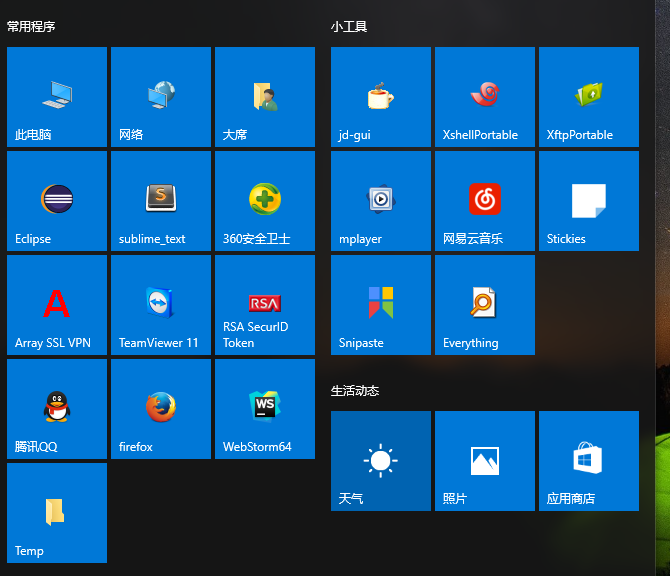 常用程序
此电脑
网络
大席
Eclipse
S
sublime_text
360安全卫士
A
Array SSL VPN
TeamViewer 11
RSA
RSA SecurID
Token
腾讯QQ
firefox
WS
WebStorm64
Temp
小工具
jd-gui
XshellPortable
XftpPortable
mplayer
网易云音乐
Stickies
Snipaste
Everything
生活动态
天气
照片
应用商店